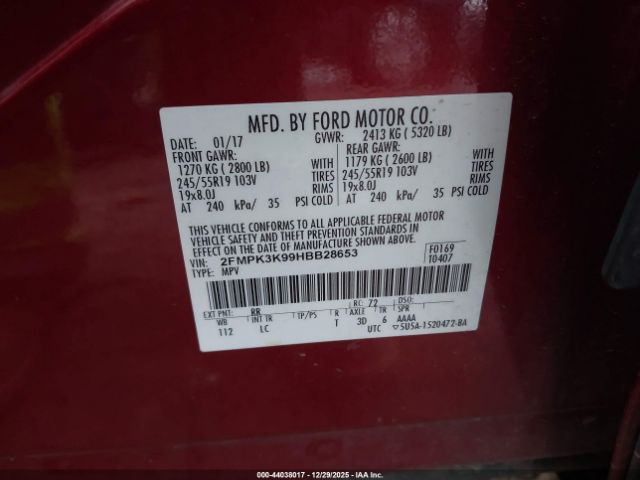 MFD. BY FORD MOTOR CO.
DATE: 01/17 GVWR: 2413 KG ( 5320 LB)
FRONT GAWR: REAR GAWR:
1270 KG ( 2800 LB) WITH 1179 KG ( 2600 LB) WITH
245/55R19 103V TIRES 245/55R19 103V TIRES
19x8.0J RIMS 19x8.0J RIMS
AT 240 kPa/ 35 PSI COLD AT 240 kPa/ 35 PSI COLD
THIS VEHICLE CONFORMS TO ALL APPLICABLE FEDERAL MOTOR
VEHICLE SAFETY AND THEFT PREVENTION STANDARDS IN EFFECT ON
THE DATE OF MANUFACTURE SHOWN ABOVE.
VIN: 2FMPK3K99HBB28653 F0169
TYPE: MPV T0407
EXT PNT: RR RC: 72 DSO:
WB INT TR TP/PS R AXLE TR SPR
112 LC T 3D 6 AAAA
UTC ▽5U5A-1520472-BA
000-44038017 - 12/29/2025 - IAA Inc.